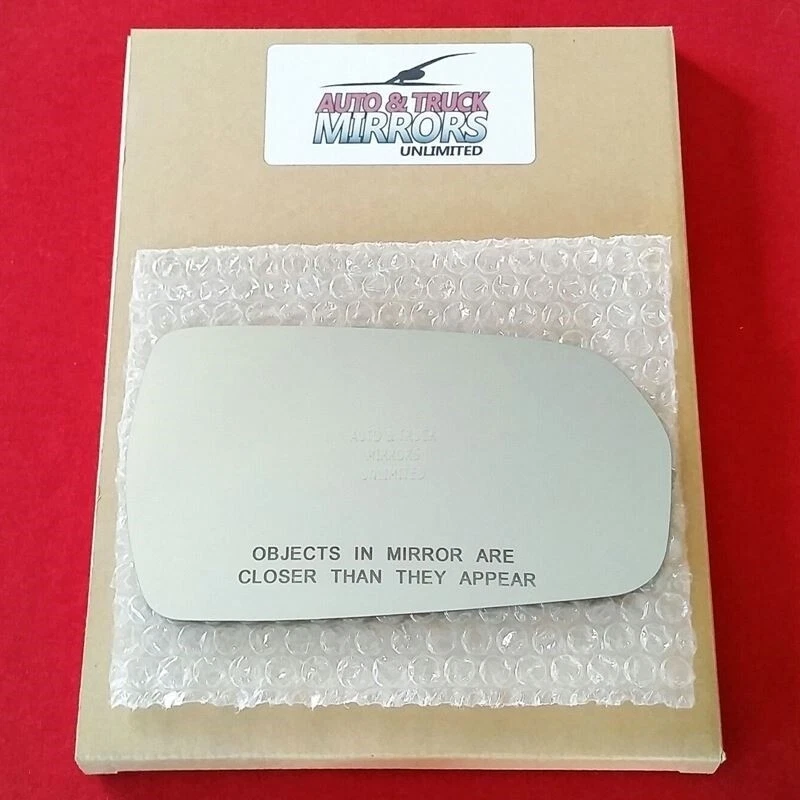 AUTO & TRUCK
MIRRORS
UNLIMITED
AUTO & TRUCK
MIRRORS
UNLIMITED
OBJECTS IN MIRROR ARE
CLOSER THAN THEY APPEAR